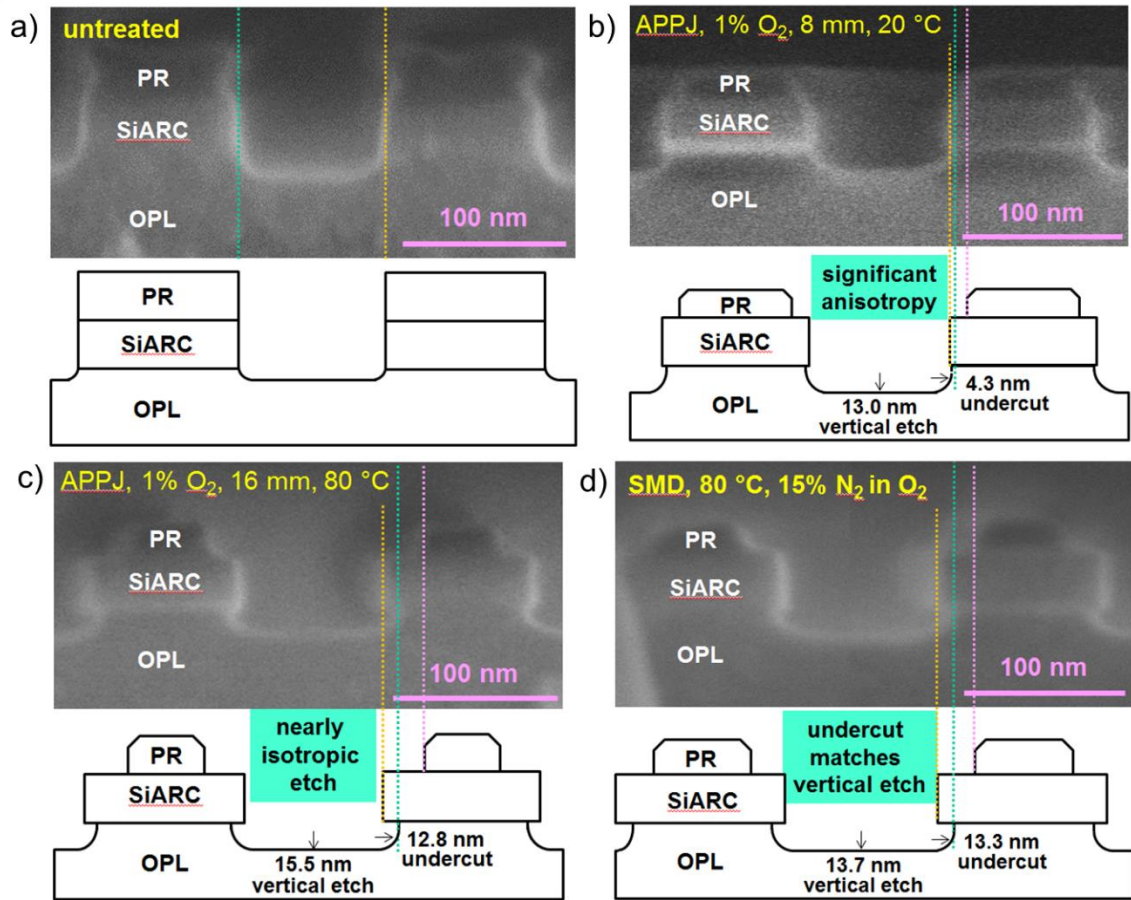 a)
untreated
PR
SiARC
OPL
100 nm
PR
SiARC
OPL
b)
APPJ, 1% O₂, 8 mm, 20 °C
PR
SiARC
OPL
100 nm
significant
anisotropy
PR
SiARC
OPL
13.0 nm
vertical etch
4.3 nm
undercut
c)
APPJ, 1% O₂, 16 mm, 80 °C
PR
SiARC
OPL
100 nm
nearly
isotropic
etch
PR
SiARC
OPL
15.5 nm
vertical etch
12.8 nm
undercut
d)
SMD, 80 °C, 15% N₂ in O₂
PR
SiARC
OPL
100 nm
undercut
matches
vertical etch
PR
SiARC
OPL
13.7 nm
vertical etch
13.3 nm
undercut